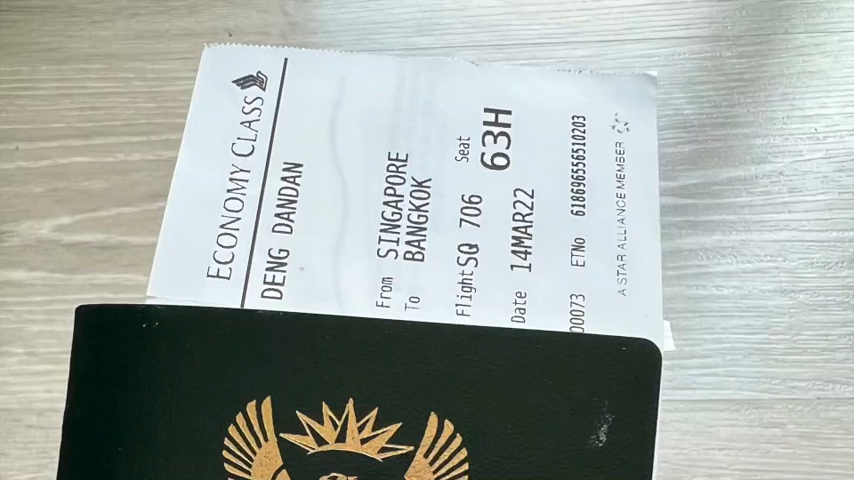 ECONOMY CLASS
DENG DANDAN
From SINGAPORE
To BANGKOK
Flight SQ 706 Seat 63H
Date 14MAR22
00073 ETNo 618696556510203
A STAR ALLIANCE MEMBER